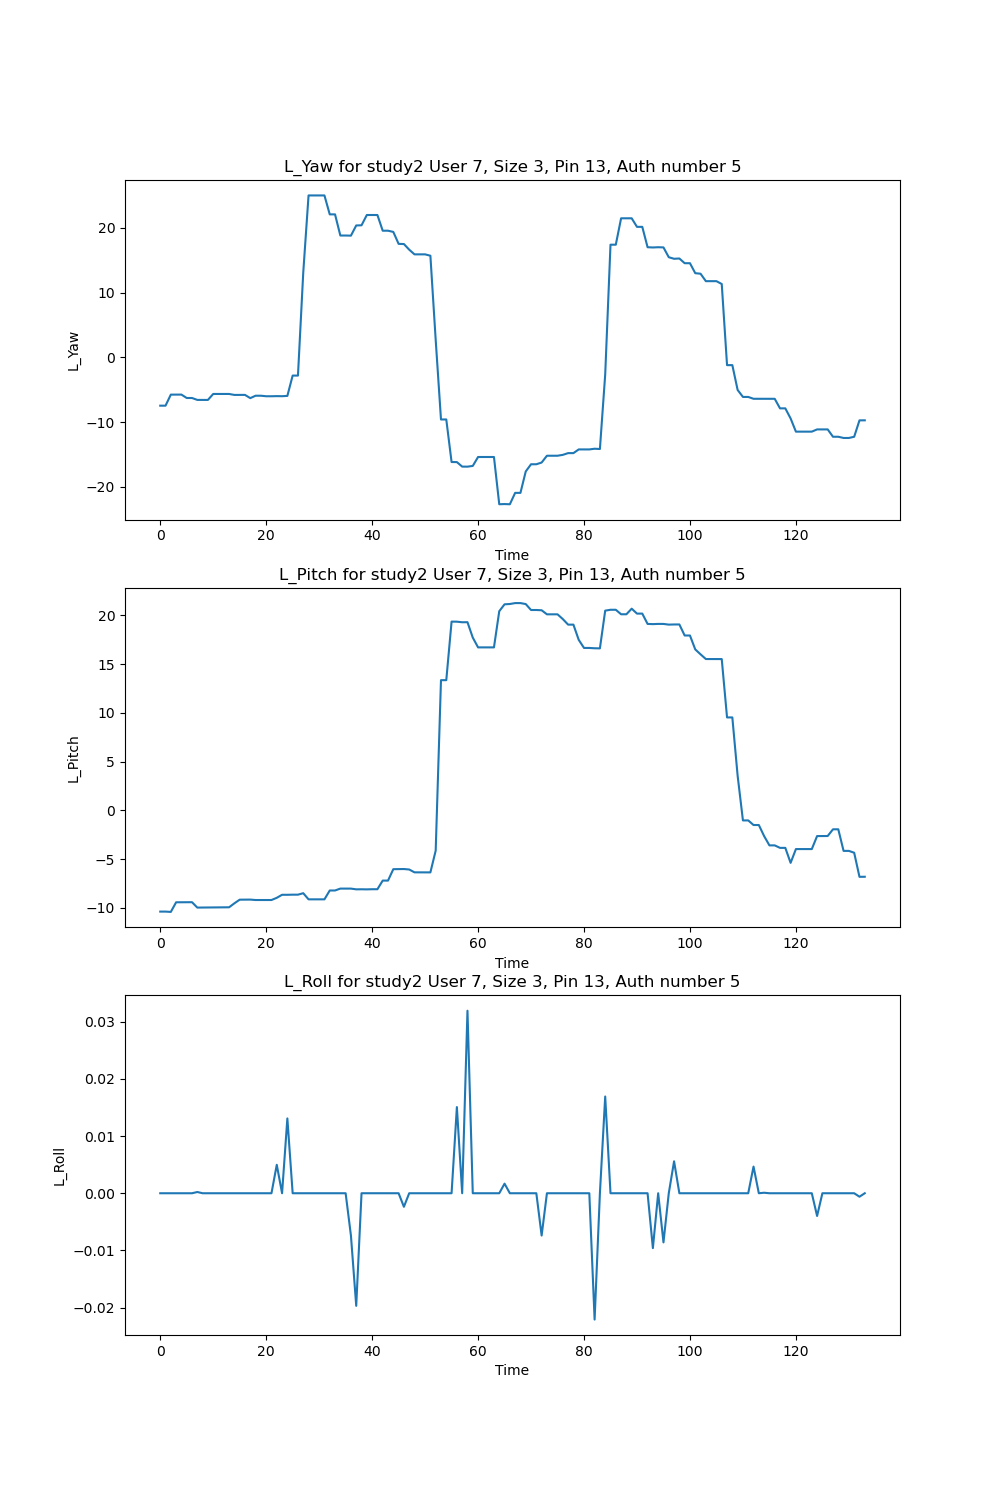 L_Yaw for study2 User 7, Size 3, Pin 13, Auth number 5
20
10
0
−10
−20
L_Yaw
0 20 40 60 80 100 120
Time
L_Pitch for study2 User 7, Size 3, Pin 13, Auth number 5
20
15
10
5
0
−5
−10
L_Pitch
0 20 40 60 80 100 120
Time
L_Roll for study2 User 7, Size 3, Pin 13, Auth number 5
0.03
0.02
0.01
0.00
−0.01
−0.02
L_Roll
0 20 40 60 80 100 120
Time